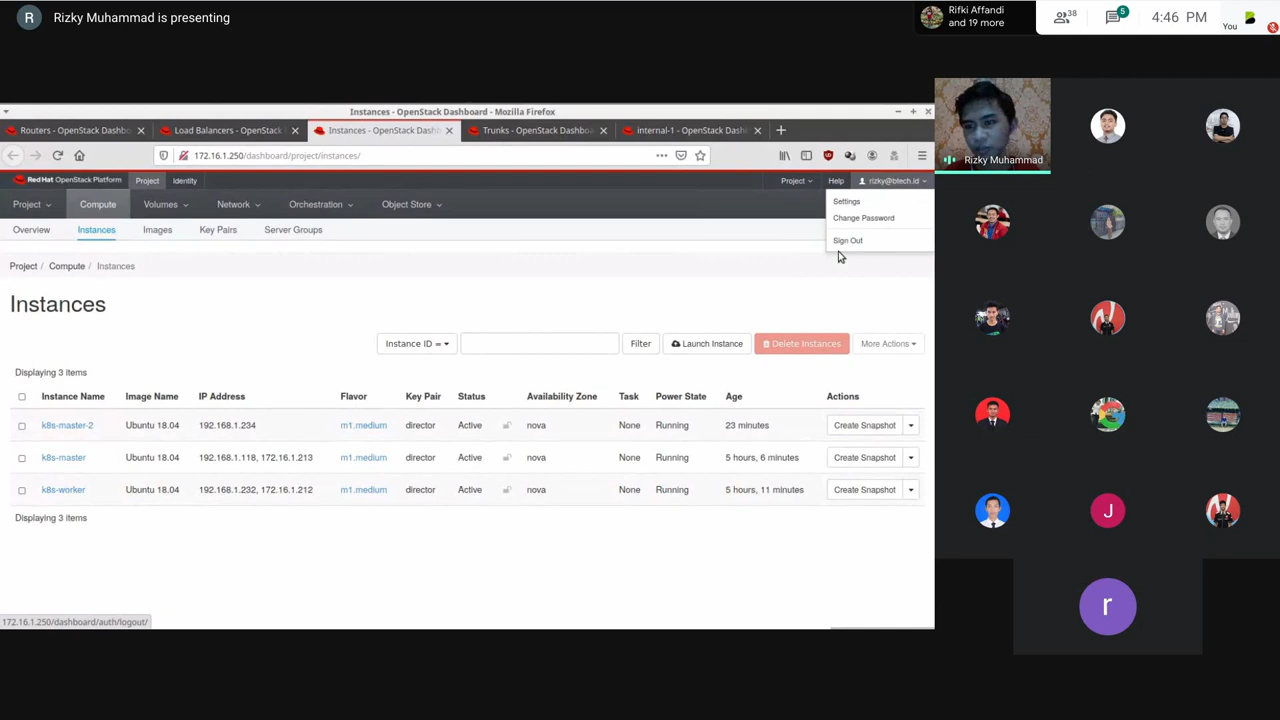 R Rizky Muhammad is presenting
Rifki Affandi
and 19 more
38
5
4:46 PM
You
Instances - OpenStack Dashboard - Mozilla Firefox
Routers - OpenStack Dashbo
Load Balancers - OpenStack
Instances - OpenStack Dashb
Trunks - OpenStack Dashboa
internal-1 - OpenStack Dashb
172.16.1.250/dashboard/project/instances/
Red Hat OpenStack Platform Project Identity Project Help rizky@btech.id
Project Compute Volumes Network Orchestration Object Store
Settings
Change Password
Sign Out
Overview Instances Images Key Pairs Server Groups
Project / Compute / Instances
Instances
Instance ID = Filter Launch Instance Delete Instances More Actions
Displaying 3 items
Instance Name Image Name IP Address Flavor Key Pair Status Availability Zone Task Power State Age Actions
k8s-master-2 Ubuntu 18.04 192.168.1.234 m1.medium director Active nova None Running 23 minutes Create Snapshot
k8s-master Ubuntu 18.04 192.168.1.118, 172.16.1.213 m1.medium director Active nova None Running 5 hours, 6 minutes Create Snapshot
k8s-worker Ubuntu 18.04 192.168.1.232, 172.16.1.212 m1.medium director Active nova None Running 5 hours, 11 minutes Create Snapshot
Displaying 3 items
172.16.1.250/dashboard/auth/logout/
Rizky Muhammad
J
r